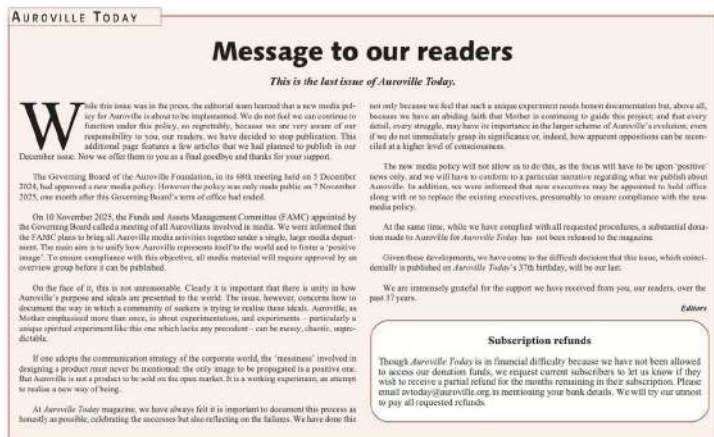 AUROVILLE TODAY
Message to our readers
This is the last issue of Auroville Today.
While this issue was in the press, the editorial team learned that a new media pol-
icy for Auroville is about to be implemented. We do not feel we can continue to
function under this policy, so regrettably, because we are very aware of our
responsibility to you, our readers, we have decided to stop publication. This
additional page features a few articles that we had planned to publish in our
December issue. Now we offer them to you as a final goodbye and thanks for your support.
The Governing Board of the Auroville Foundation, in its 68th meeting held on 5 December
2024, had approved a new media policy. However the policy was only made public on 7 November
2025, one month after this Governing Board's term of office had ended.
On 10 November 2025, the Funds and Assets Management Committee (FAMC) appointed by
the Governing Board called a meeting of all Aurovilians involved in media. We were informed that
the FAMC plans to bring all Auroville media activities together under a single, large media depart-
ment. The main aim is to unify how Auroville represents itself to the world and to foster a 'positive
image'. To ensure compliance with this objective, all media material will require approval by an
overview group before it can be published.
On the face of it, this is not unreasonable. Clearly it is important that there is unity in how
Auroville's purpose and ideals are presented to the world. The issue, however, concerns how to
document the way in which a community of seekers is trying to realise these ideals. Auroville, as
Mother emphasised more than once, is about experimentation, and experiments – particularly a
unique spiritual experiment like this one which lacks any precedent – can be messy, chaotic, unpre-
dictable.
If one adopts the communication strategy of the corporate world, the 'messiness' involved in
designing a product must never be mentioned: the only image to be propagated is a positive one.
But Auroville is not a product to be sold on the open market. It is a working experiment, an attempt
to realise a new way of being.
At Auroville Today magazine, we have always felt it is important to document this process as
honestly as possible, celebrating the successes but also reflecting on the failures. We have done this
not only because we feel that such a unique experiment needs honest documentation but, above all,
because we have an abiding faith that Mother is continuing to guide this project; and that every
detail, every struggle, may have its importance in the larger scheme of Auroville's evolution, even
if we do not immediately grasp its significance or, indeed, how apparent oppositions can be recon-
ciled at a higher level of consciousness.
The new media policy will not allow us to do this, as the focus will have to be upon 'positive'
news only, and we will have to conform to a particular narrative regarding what we publish about
Auroville. In addition, we were informed that new executives may be appointed to hold office
along with or to replace the existing executives, presumably to ensure compliance with the new
media policy.
At the same time, while we have complied with all requested procedures, a substantial dona-
tion made to Auroville for Auroville Today has not been released to the magazine.
Given these developments, we have come to the difficult decision that this issue, which coinci-
dentially is published on Auroville Today's 37th birthday, will be our last.
We are immensely grateful for the support we have received from you, our readers, over the
past 37 years.
Editors
Subscription refunds
Though Auroville Today is in financial difficulty because we have not been allowed
to access our donation funds, we request current subscribers to let us know if they
wish to receive a partial refund for the months remaining in their subscription. Please
email avtoday@auroville.org.in mentioning your bank details. We will try our utmost
to pay all requested refunds.